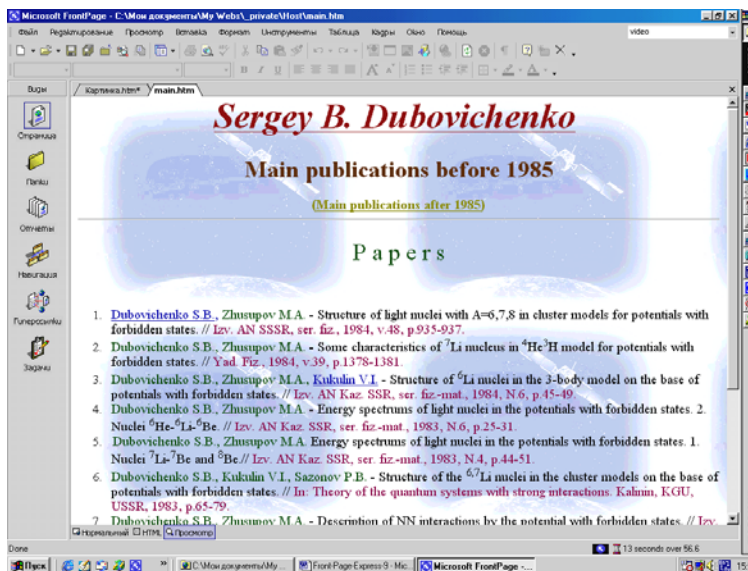 Microsoft FrontPage - C:\Мои документы\My Webs\_private\Host\main.htm
Файл Редактирование Просмотр Вставка Формат Инструменты Таблица Кадры Окно Помощь
video
Виды
Картинка.htm* main.htm
Страница
Папки
Отчеты
Навигация
Гиперссылки
Задачи
Sergey B. Dubovichenko
Main publications before 1985
(Main publications after 1985)
Papers
1. Dubovichenko S.B., Zhusupov M.A. - Structure of light nuclei with A=6,7,8 in cluster models for potentials with
forbidden states. // Izv. AN SSSR, ser. fiz., 1984, v.48, p.935-937.
2. Dubovichenko S.B., Zhusupov M.A. - Some characteristics of ⁷Li nucleus in ⁴He³H model for potentials with
forbidden states. // Yad. Fiz., 1984, v.39, p.1378-1381.
3. Dubovichenko S.B., Zhusupov M.A., Kukulin V.I. - Structure of ⁶Li nuclei in the 3-body model on the base of
potentials with forbidden states. // Izv. AN Kaz. SSR, ser. fiz.-mat., 1984, N.6, p.45-49.
4. Dubovichenko S.B., Zhusupov M.A. - Energy spectrums of light nuclei in the potentials with forbidden states. 2.
Nuclei ⁶He-⁶Li-⁶Be. // Izv. AN Kaz. SSR, ser. fiz.-mat., 1983, N.6, p.25-31.
5. Dubovichenko S.B., Zhusupov M.A. Energy spectrums of light nuclei in the potentials with forbidden states. 1.
Nuclei ⁷Li-⁷Be and ⁸Be.// Izv. AN Kaz. SSR, ser. fiz.-mat., 1983, N.4, p.44-51.
6. Dubovichenko S.B., Kukulin V.I., Sazonov P.B. - Structure of the ⁶,⁷Li nuclei in the cluster models on the base of
potentials with forbidden states. // In: Theory of the quantum systems with strong interactions. Kalinin, KGU,
USSR, 1983, p.65-79.
7. Dubovichenko S.B., Zhusupov M.A. - Description of NN interactions by the potential with forbidden states. // Izv.
Нормальный HTML Просмотр
Done
13 seconds over 56.6
Пуск
C:\Мои документы\My ...
Front-Page-Express-9 - Mic...
Microsoft FrontPage - ...